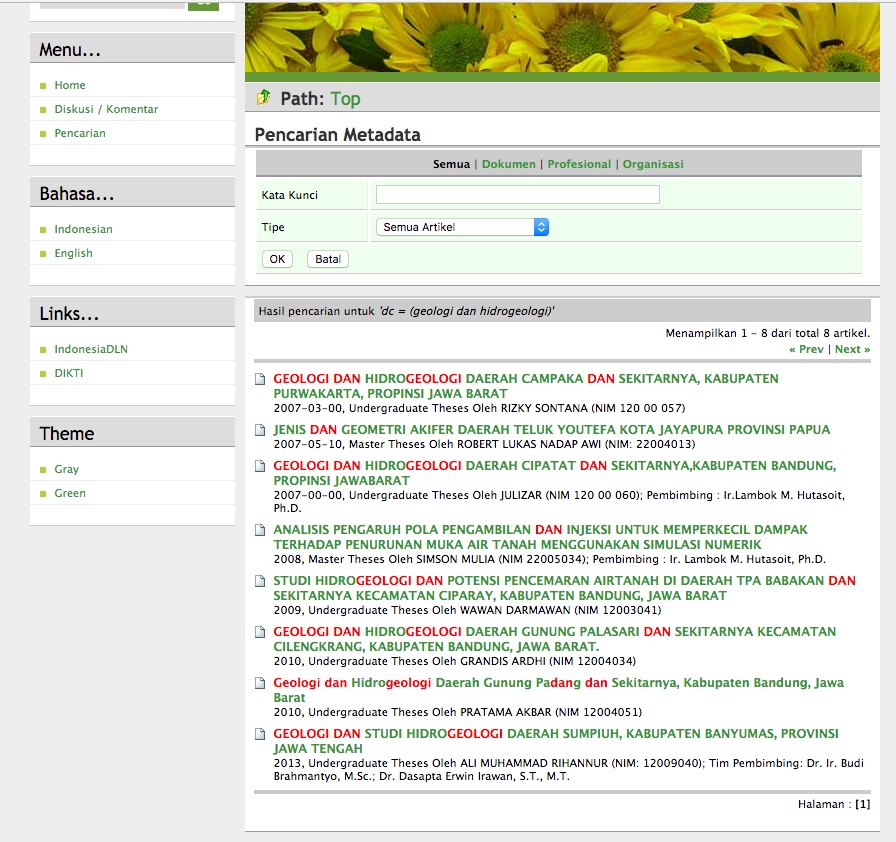 Menu...
Home
Diskusi / Komentar
Pencarian
Bahasa...
Indonesian
English
Links...
IndonesiaDLN
DIKTI
Theme
Gray
Green
Path: Top
Pencarian Metadata
Semua | Dokumen | Profesional | Organisasi
Kata Kunci
Tipe Semua Artikel
OK Batal
Hasil pencarian untuk 'dc = (geologi dan hidrogeologi)'
Menampilkan 1 - 8 dari total 8 artikel.
« Prev | Next »
GEOLOGI DAN HIDROGEOLOGI DAERAH CAMPAKA DAN SEKITARNYA, KABUPATEN
PURWAKARTA, PROPINSI JAWA BARAT
2007-03-00, Undergraduate Theses Oleh RIZKY SONTANA (NIM 120 00 057)
JENIS DAN GEOMETRI AKIFER DAERAH TELUK YOUTEFA KOTA JAYAPURA PROVINSI PAPUA
2007-05-10, Master Theses Oleh ROBERT LUKAS NADAP AWI (NIM: 22004013)
GEOLOGI DAN HIDROGEOLOGI DAERAH CIPATAT DAN SEKITARNYA,KABUPATEN BANDUNG,
PROPINSI JAWABARAT
2007-00-00, Undergraduate Theses Oleh JULIZAR (NIM 120 00 060); Pembimbing : Ir.Lambok M. Hutasoit,
Ph.D.
ANALISIS PENGARUH POLA PENGAMBILAN DAN INJEKSI UNTUK MEMPERKECIL DAMPAK
TERHADAP PENURUNAN MUKA AIR TANAH MENGGUNAKAN SIMULASI NUMERIK
2008, Master Theses Oleh SIMSON MULIA (NIM 22005034); Pembimbing : Ir. Lambok M. Hutasoit, Ph.D.
STUDI HIDROGEOLOGI DAN POTENSI PENCEMARAN AIRTANAH DI DAERAH TPA BABAKAN DAN
SEKITARNYA KECAMATAN CIPARAY, KABUPATEN BANDUNG, JAWA BARAT
2009, Undergraduate Theses Oleh WAWAN DARMAWAN (NIM 12003041)
GEOLOGI DAN HIDROGEOLOGI DAERAH GUNUNG PALASARI DAN SEKITARNYA KECAMATAN
CILENGKRANG, KABUPATEN BANDUNG, JAWA BARAT.
2010, Undergraduate Theses Oleh GRANDIS ARDHI (NIM 12004034)
Geologi dan Hidrogeologi Daerah Gunung Padang dan Sekitarnya, Kabupaten Bandung, Jawa
Barat
2010, Undergraduate Theses Oleh PRATAMA AKBAR (NIM 12004051)
GEOLOGI DAN STUDI HIDROGEOLOGI DAERAH SUMPIUH, KABUPATEN BANYUMAS, PROVINSI
JAWA TENGAH
2013, Undergraduate Theses Oleh ALI MUHAMMAD RIHANNUR (NIM: 12009040); Tim Pembimbing: Dr. Ir. Budi
Brahmantyo, M.Sc.; Dr. Dasapta Erwin Irawan, S.T., M.T.
Halaman : [1]